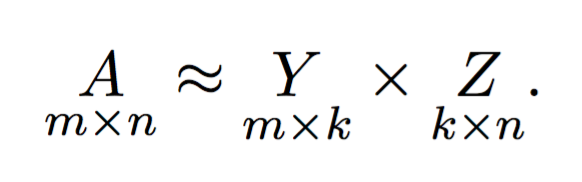 A ≈ Y × Z .
m×n m×k k×n